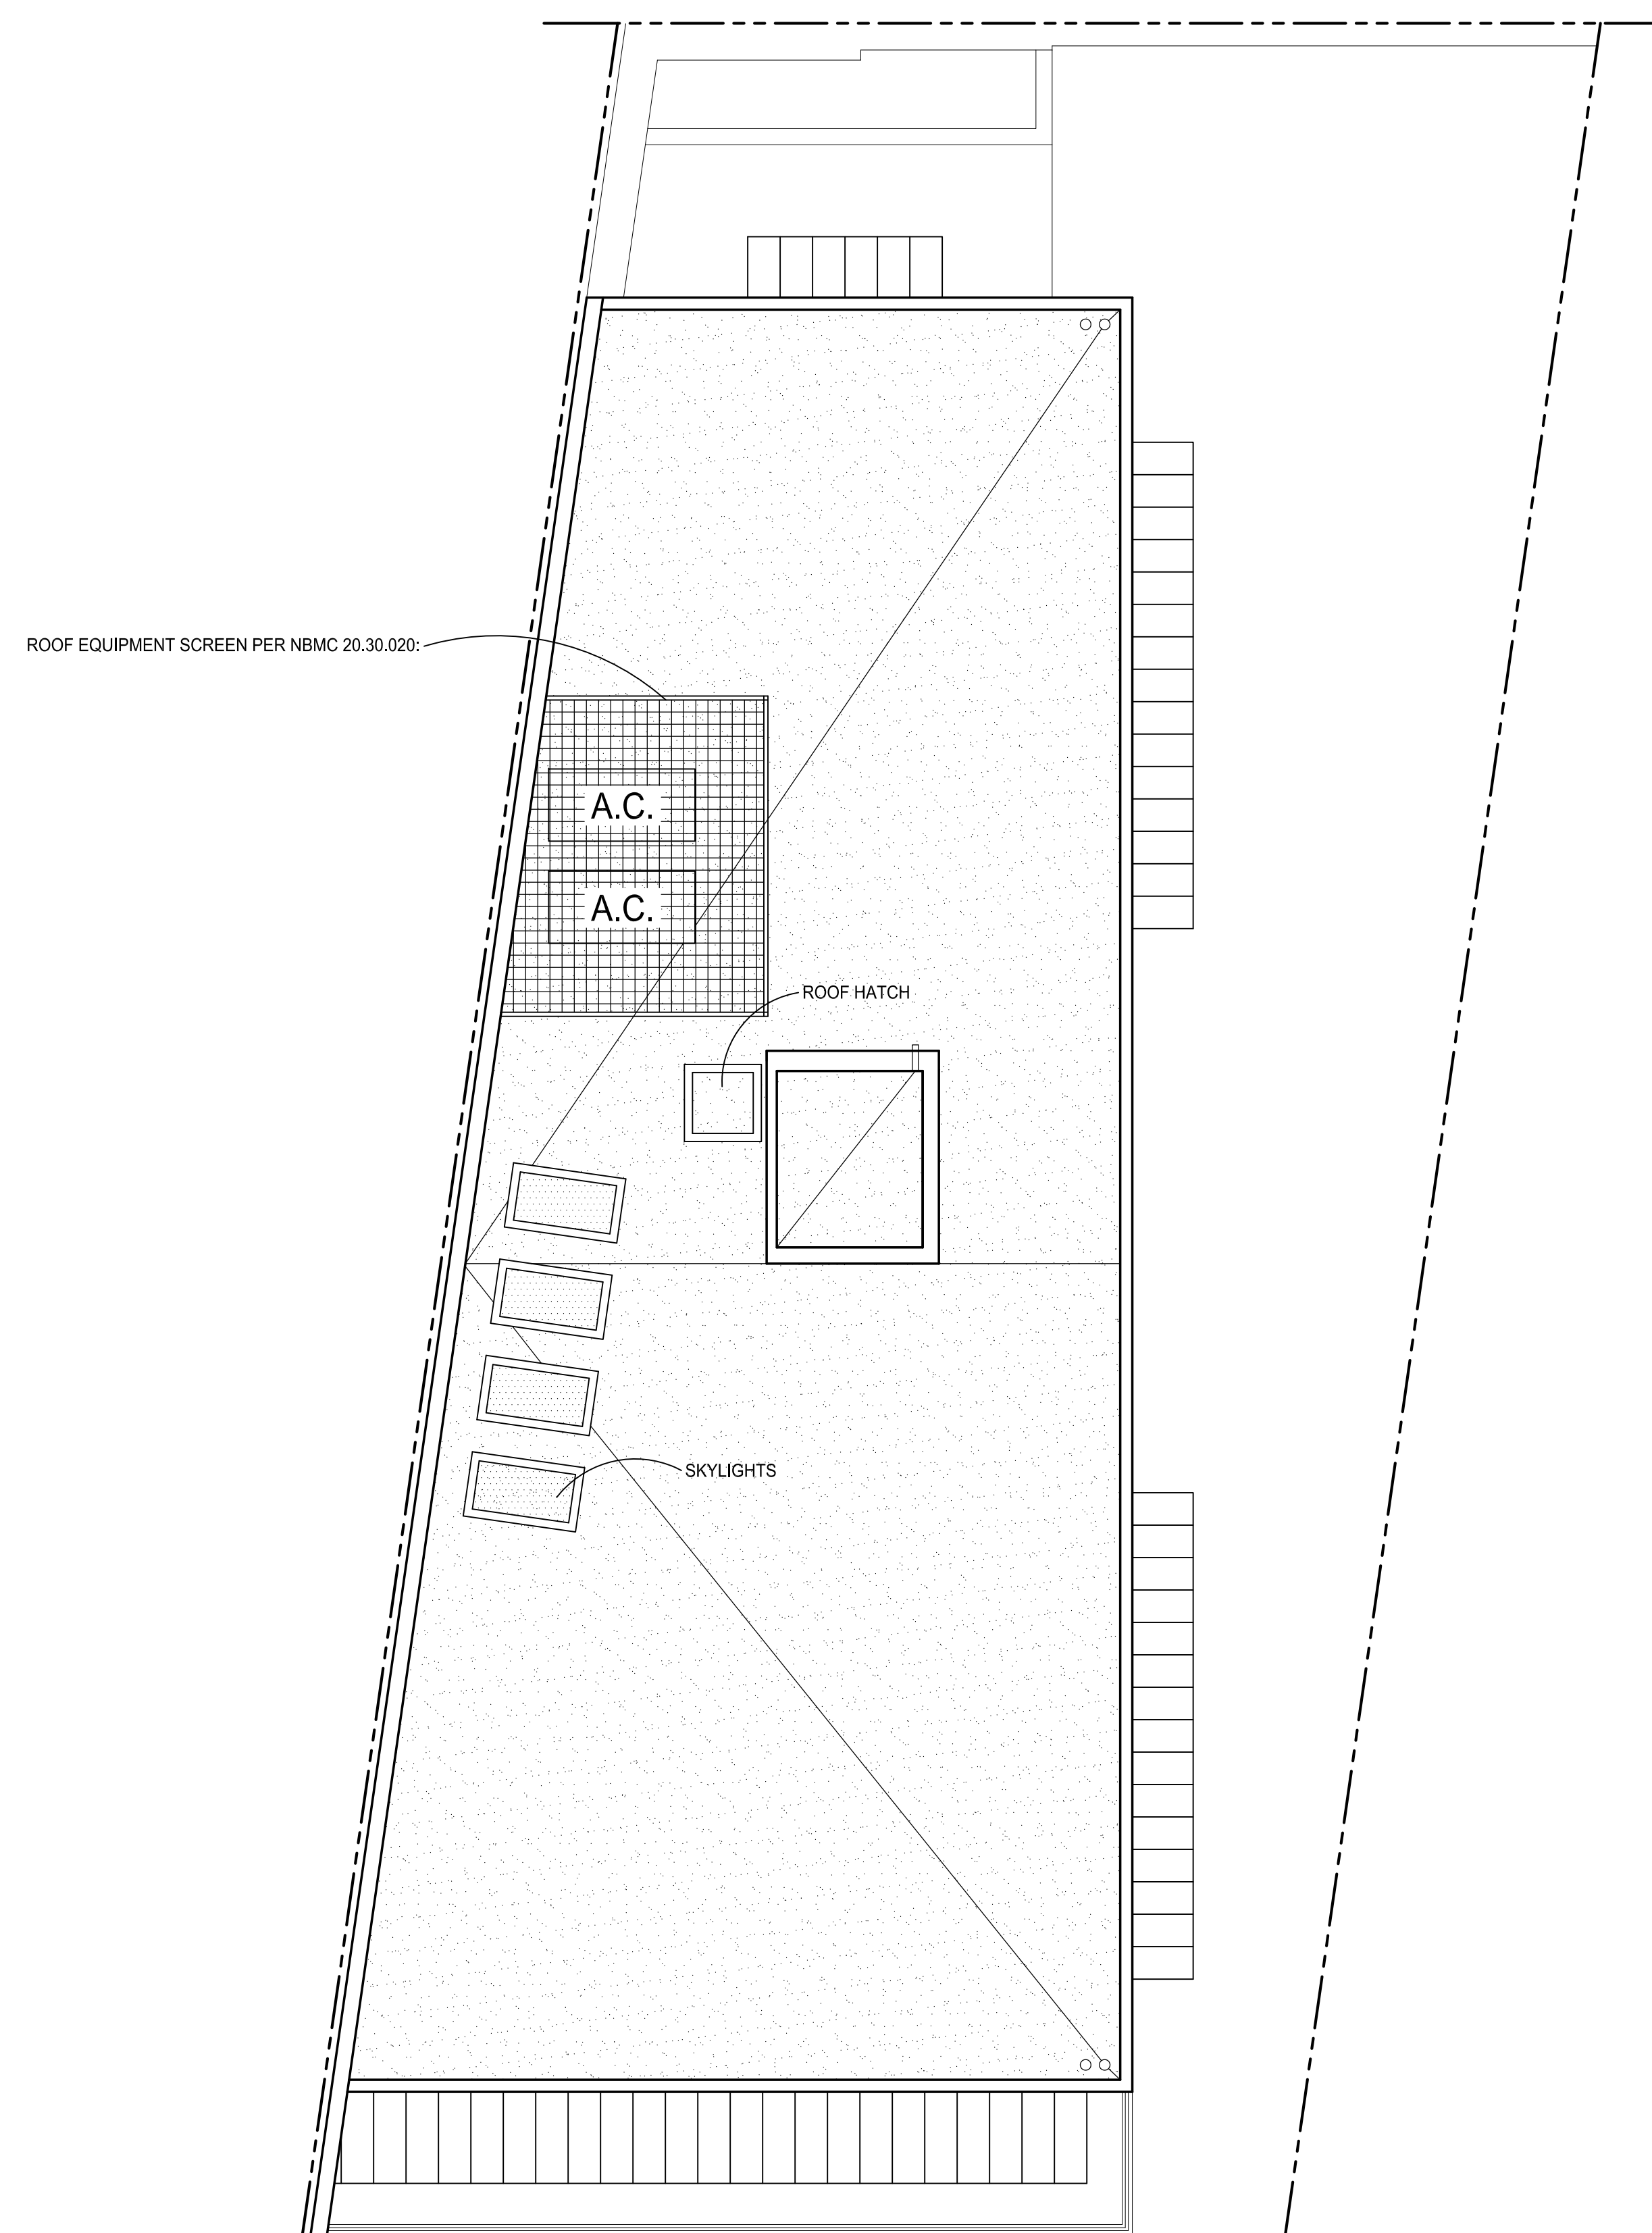 ROOF EQUIPMENT SCREEN PER NBMC 20.30.020:
A.C.
A.C.
ROOF HATCH
SKYLIGHTS